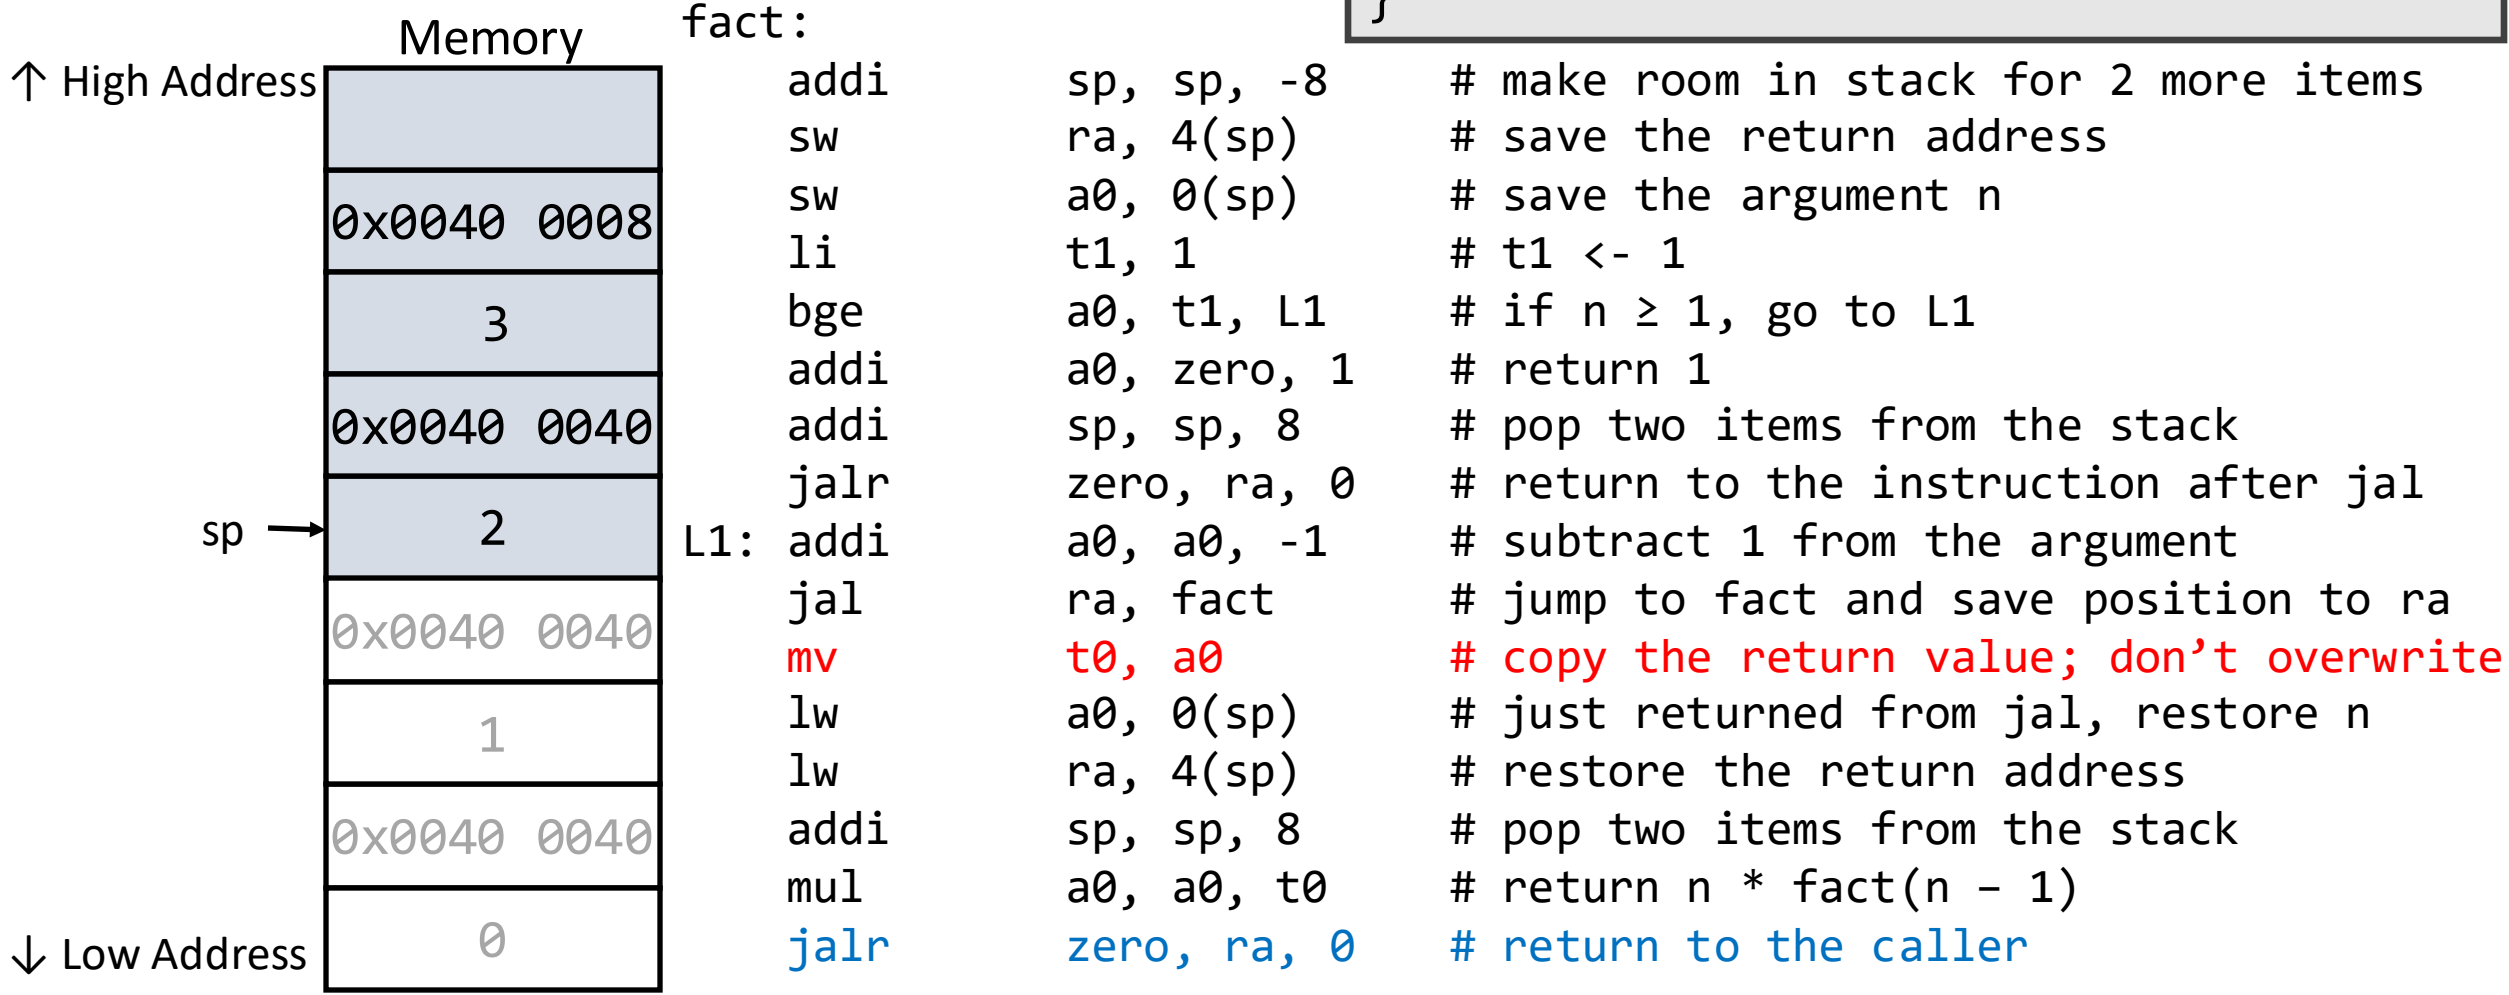 }
Memory
↑ High Address
0x0040 0008
3
0x0040 0040
sp
2
0x0040 0040
1
0x0040 0040
0
↓ Low Address
fact:
addi sp, sp, -8 # make room in stack for 2 more items
sw ra, 4(sp) # save the return address
sw a0, 0(sp) # save the argument n
li t1, 1 # t1 <- 1
bge a0, t1, L1 # if n ≥ 1, go to L1
addi a0, zero, 1 # return 1
addi sp, sp, 8 # pop two items from the stack
jalr zero, ra, 0 # return to the instruction after jal
L1: addi a0, a0, -1 # subtract 1 from the argument
jal ra, fact # jump to fact and save position to ra
mv t0, a0 # copy the return value; don’t overwrite
lw a0, 0(sp) # just returned from jal, restore n
lw ra, 4(sp) # restore the return address
addi sp, sp, 8 # pop two items from the stack
mul a0, a0, t0 # return n * fact(n – 1)
jalr zero, ra, 0 # return to the caller